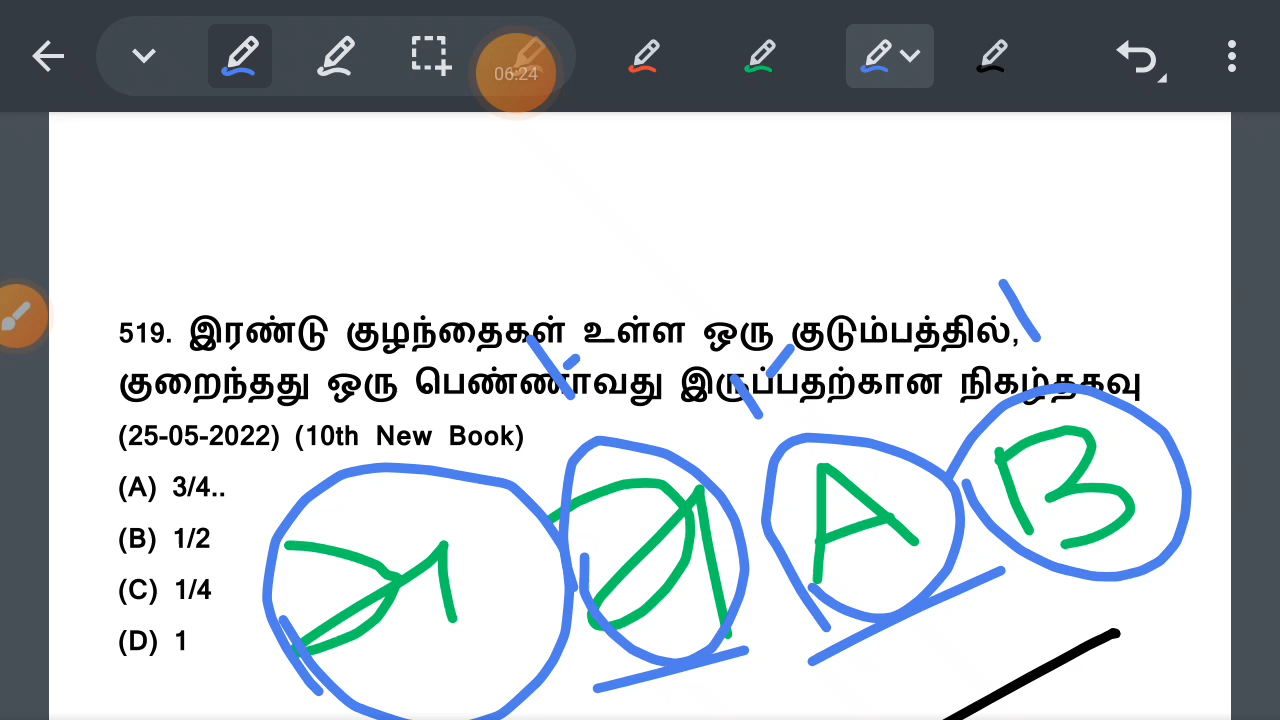 06:24
519. இரண்டு குழந்தைகள் உள்ள ஒரு குடும்பத்தில்,
குறைந்தது ஒரு பெண்ணாவது இருப்பதற்கான நிகழ்தகவு
(25-05-2022) (10th New Book)
(A) 3/4..
(B) 1/2
(C) 1/4
(D) 1
A B